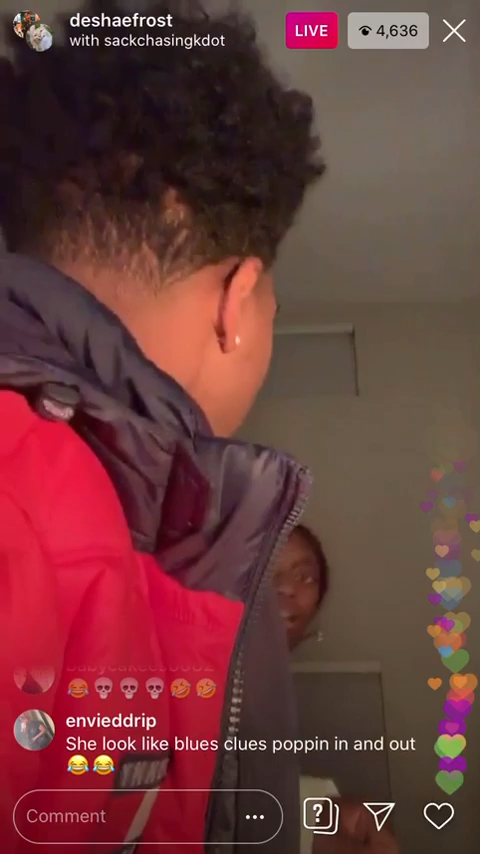 deshaefrost
with sackchasingkdot
LIVE
4,636
😂💀💀💀🤣🤣
envieddrip
She look like blues clues poppin in and out
😂😂
Comment